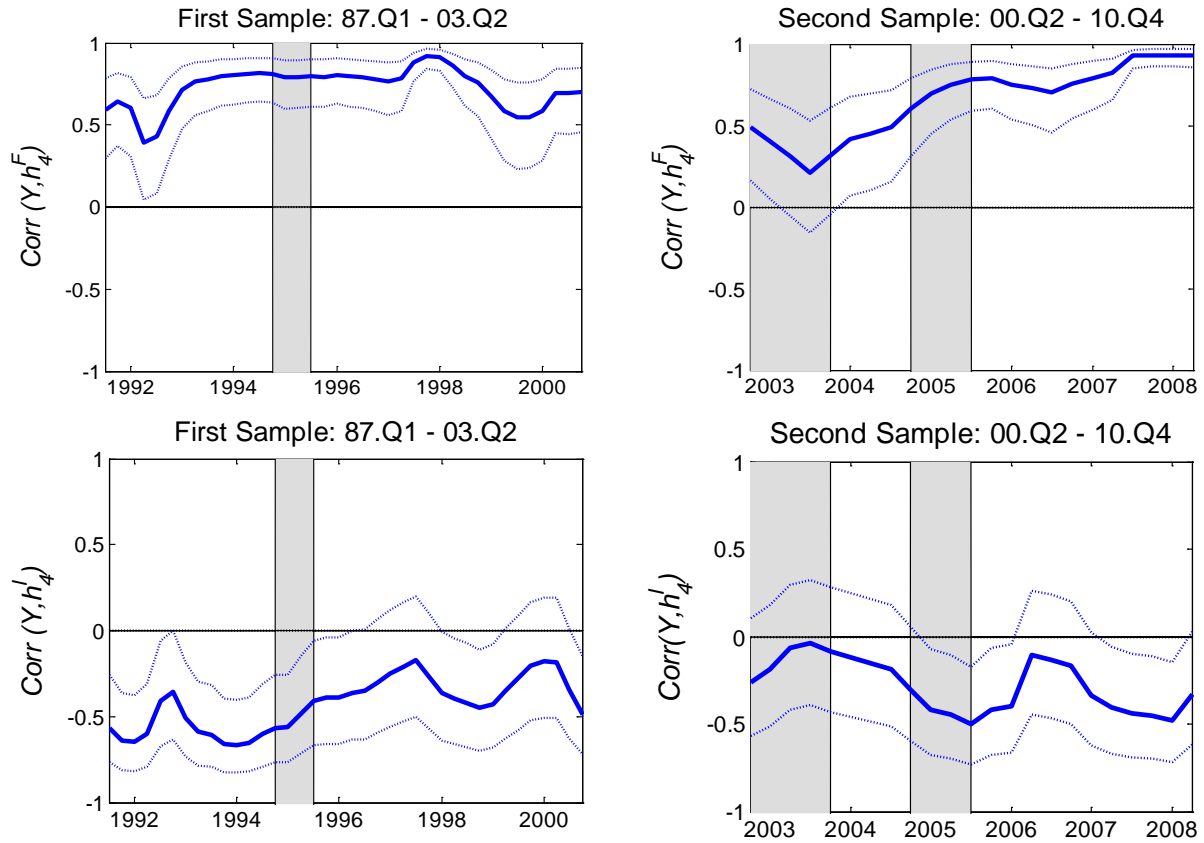 First Sample: 87.Q1 - 03.Q2
Second Sample: 00.Q2 - 10.Q4
1
0.5
0
-0.5
-1
Corr (Y,h₄ᶠ)
1992 1994 1996 1998 2000
1
0.5
0
-0.5
-1
Corr (Y,h₄ᶠ)
2003 2004 2005 2006 2007 2008
First Sample: 87.Q1 - 03.Q2
Second Sample: 00.Q2 - 10.Q4
1
0.5
0
-0.5
-1
Corr (Y,h₄ᴵ)
1992 1994 1996 1998 2000
1
0.5
0
-0.5
-1
Corr(Y,h₄ᴵ)
2003 2004 2005 2006 2007 2008